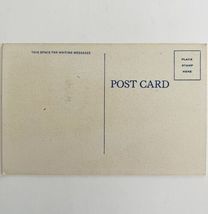 THIS SPACE FOR WRITING MESSAGES
POST CARD
PLACE
STAMP
HERE